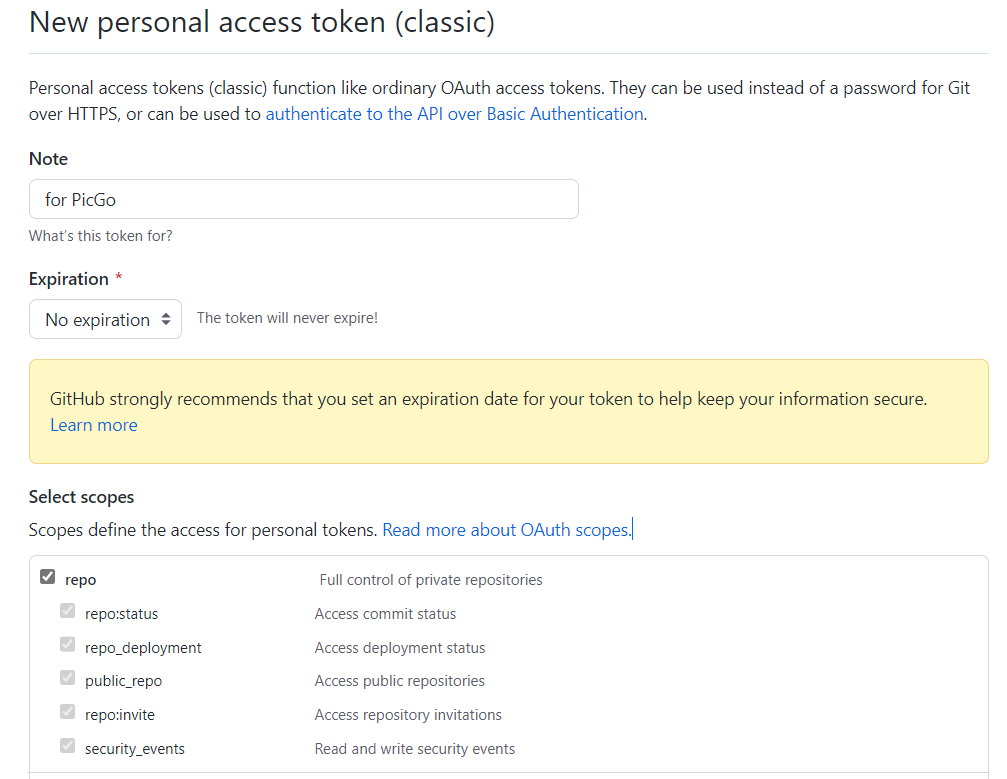 New personal access token (classic)
Personal access tokens (classic) function like ordinary OAuth access tokens. They can be used instead of a password for Git
over HTTPS, or can be used to authenticate to the API over Basic Authentication.
Note
for PicGo
What's this token for?
Expiration *
No expiration The token will never expire!
GitHub strongly recommends that you set an expiration date for your token to help keep your information secure.
Learn more
Select scopes
Scopes define the access for personal tokens. Read more about OAuth scopes.
repo Full control of private repositories
repo:status Access commit status
repo_deployment Access deployment status
public_repo Access public repositories
repo:invite Access repository invitations
security_events Read and write security events